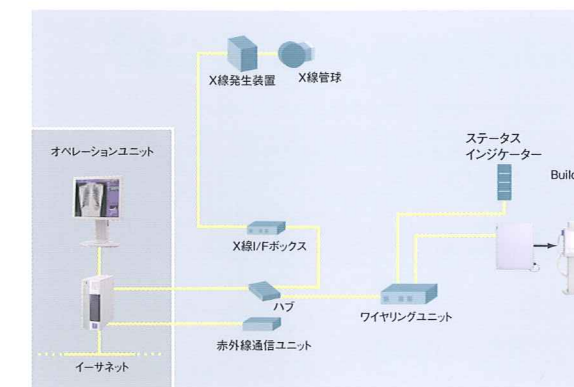 X線発生装置
X線管球
オペレーションユニット
ステータス
インジケーター
Build
X線I/Fボックス
ハブ
ワイヤリングユニット
赤外線通信ユニット
イーサネット